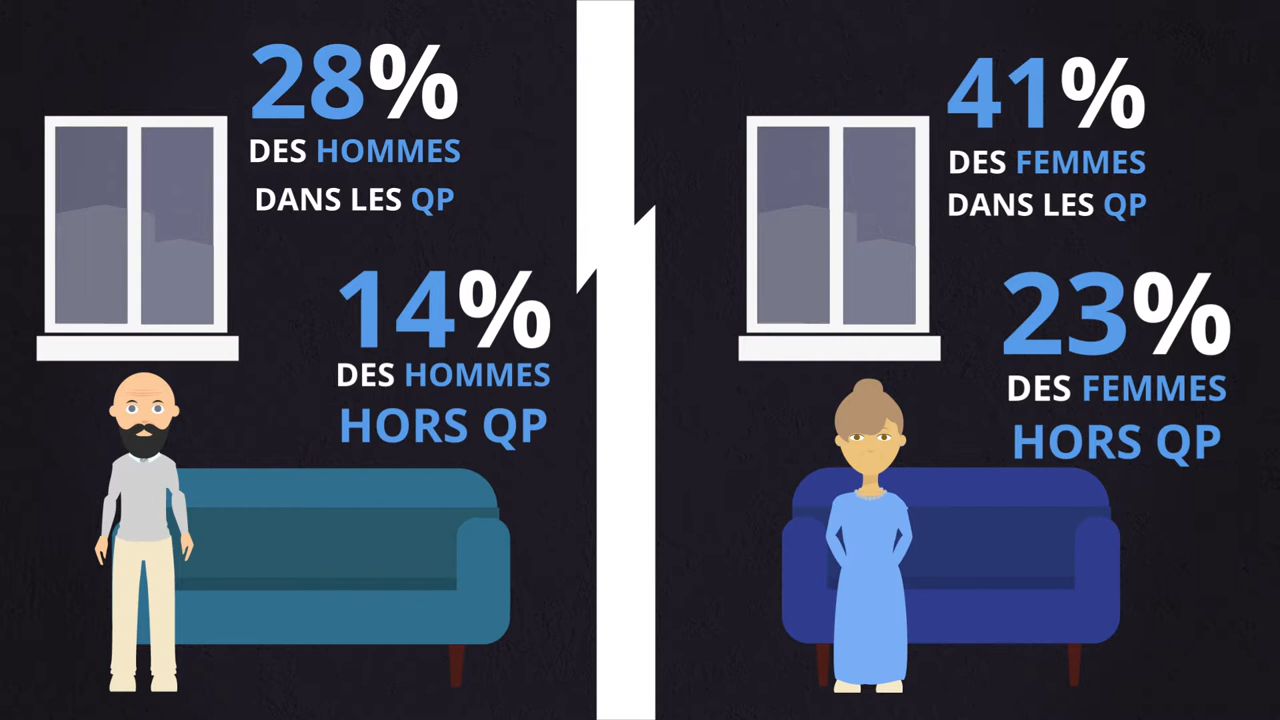 28%
DES HOMMES
DANS LES QP
14%
DES HOMMES
HORS QP
41%
DES FEMMES
DANS LES QP
23%
DES FEMMES
HORS QP